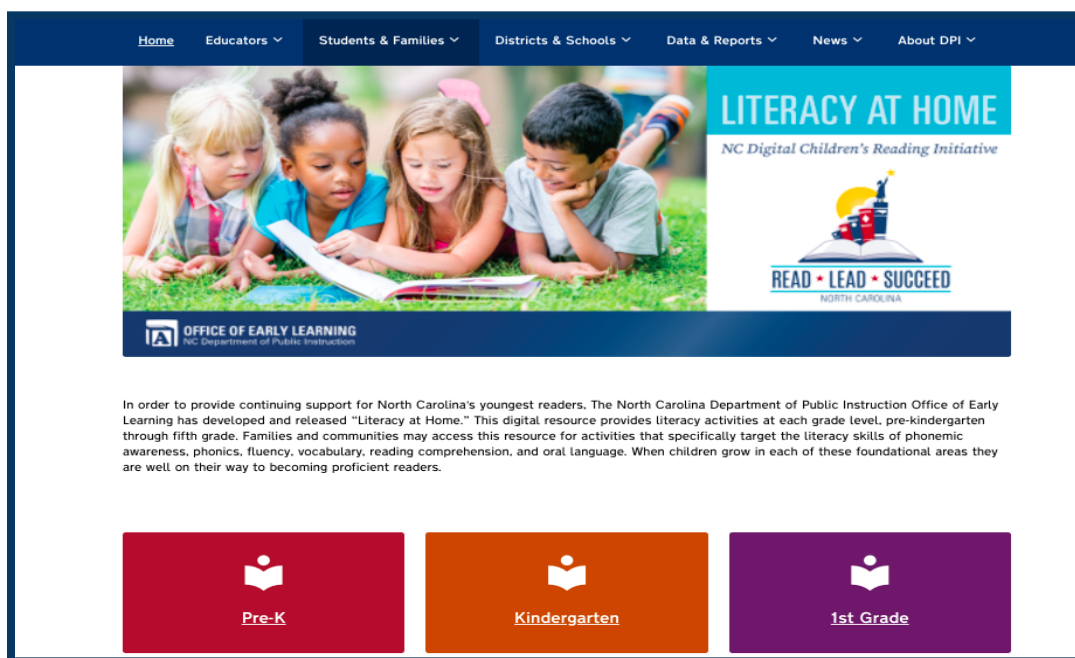 Home Educators Students & Families Districts & Schools Data & Reports News About DPI
LITERACY AT HOME
NC Digital Children's Reading Initiative
READ ★ LEAD ★ SUCCEED
NORTH CAROLINA
OFFICE OF EARLY LEARNING
NC Department of Public Instruction
In order to provide continuing support for North Carolina's youngest readers, The North Carolina Department of Public Instruction Office of Early
Learning has developed and released “Literacy at Home.” This digital resource provides literacy activities at each grade level, pre-kindergarten
through fifth grade. Families and communities may access this resource for activities that specifically target the literacy skills of phonemic
awareness, phonics, fluency, vocabulary, reading comprehension, and oral language. When children grow in each of these foundational areas they
are well on their way to becoming proficient readers.
Pre-K Kindergarten 1st Grade